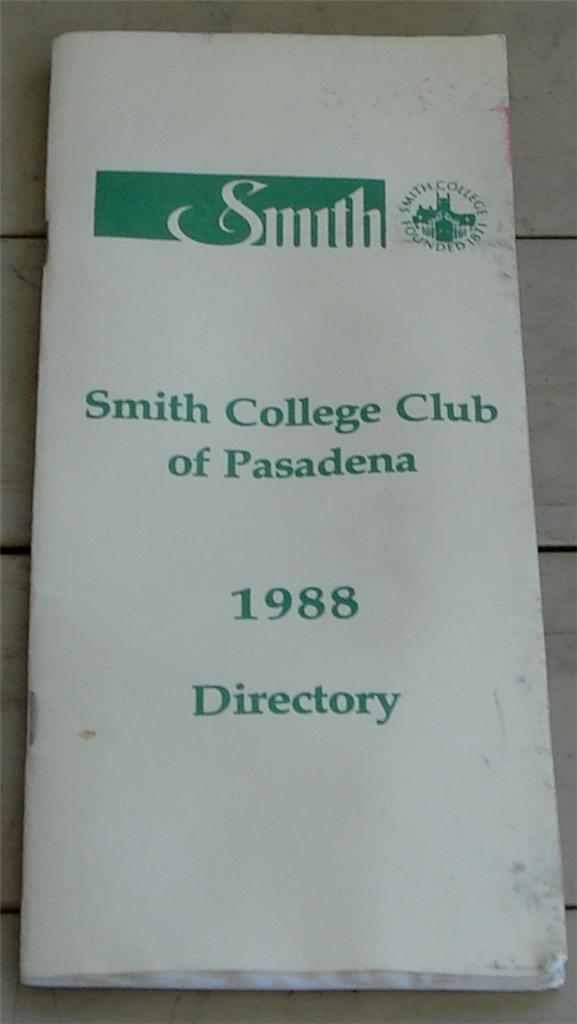 Smith
SMITH COLLEGE
FOUNDED 1871
Smith College Club
of Pasadena
1988
Directory